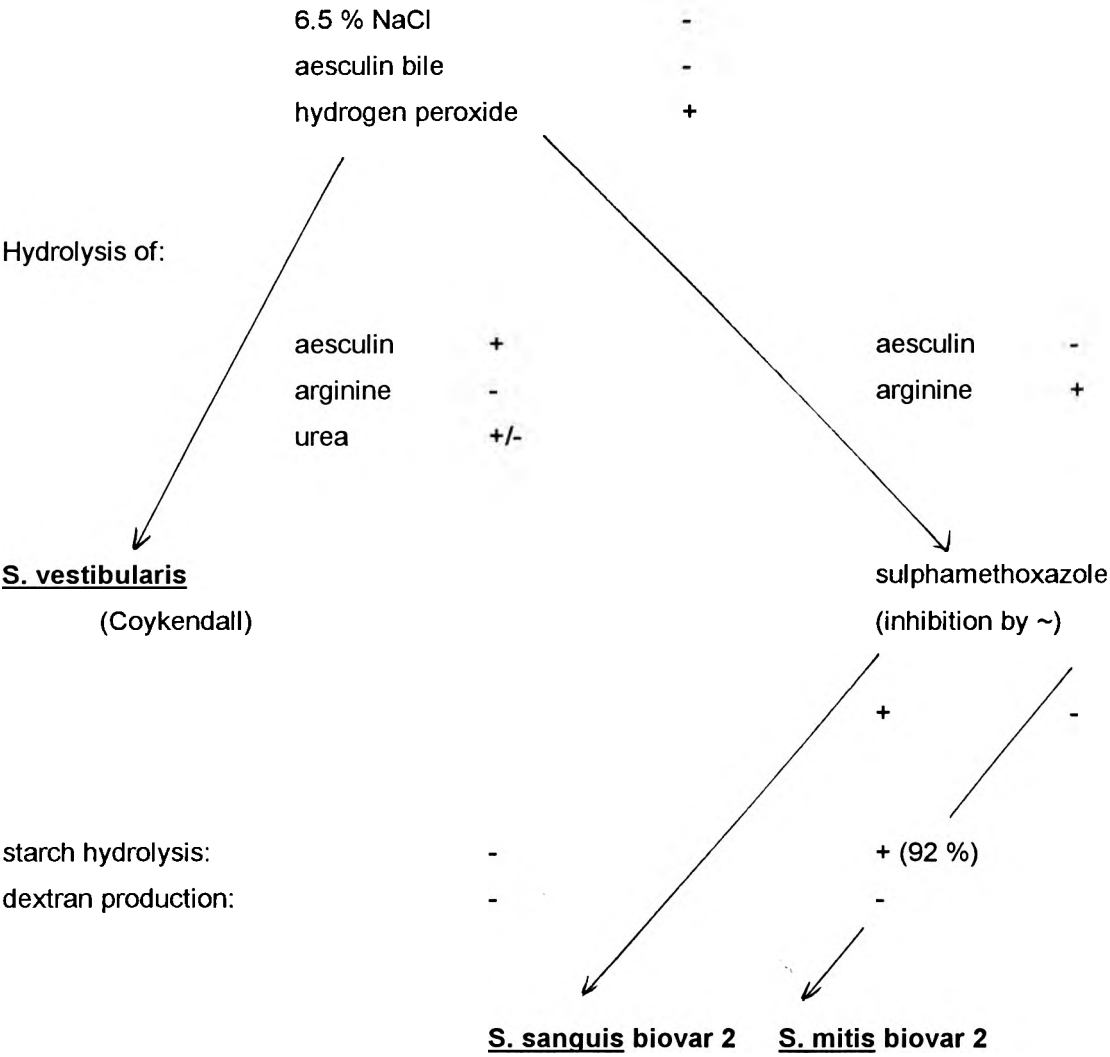 6.5 % NaCl -
aesculin bile -
hydrogen peroxide +
Hydrolysis of:
aesculin + aesculin -
arginine - arginine +
urea +/-
S. vestibularis sulphamethoxazole
(Coykendall) (inhibition by ~)
+ -
starch hydrolysis: - + (92 %)
dextran production: - -
S. sanguis biovar 2 S. mitis biovar 2